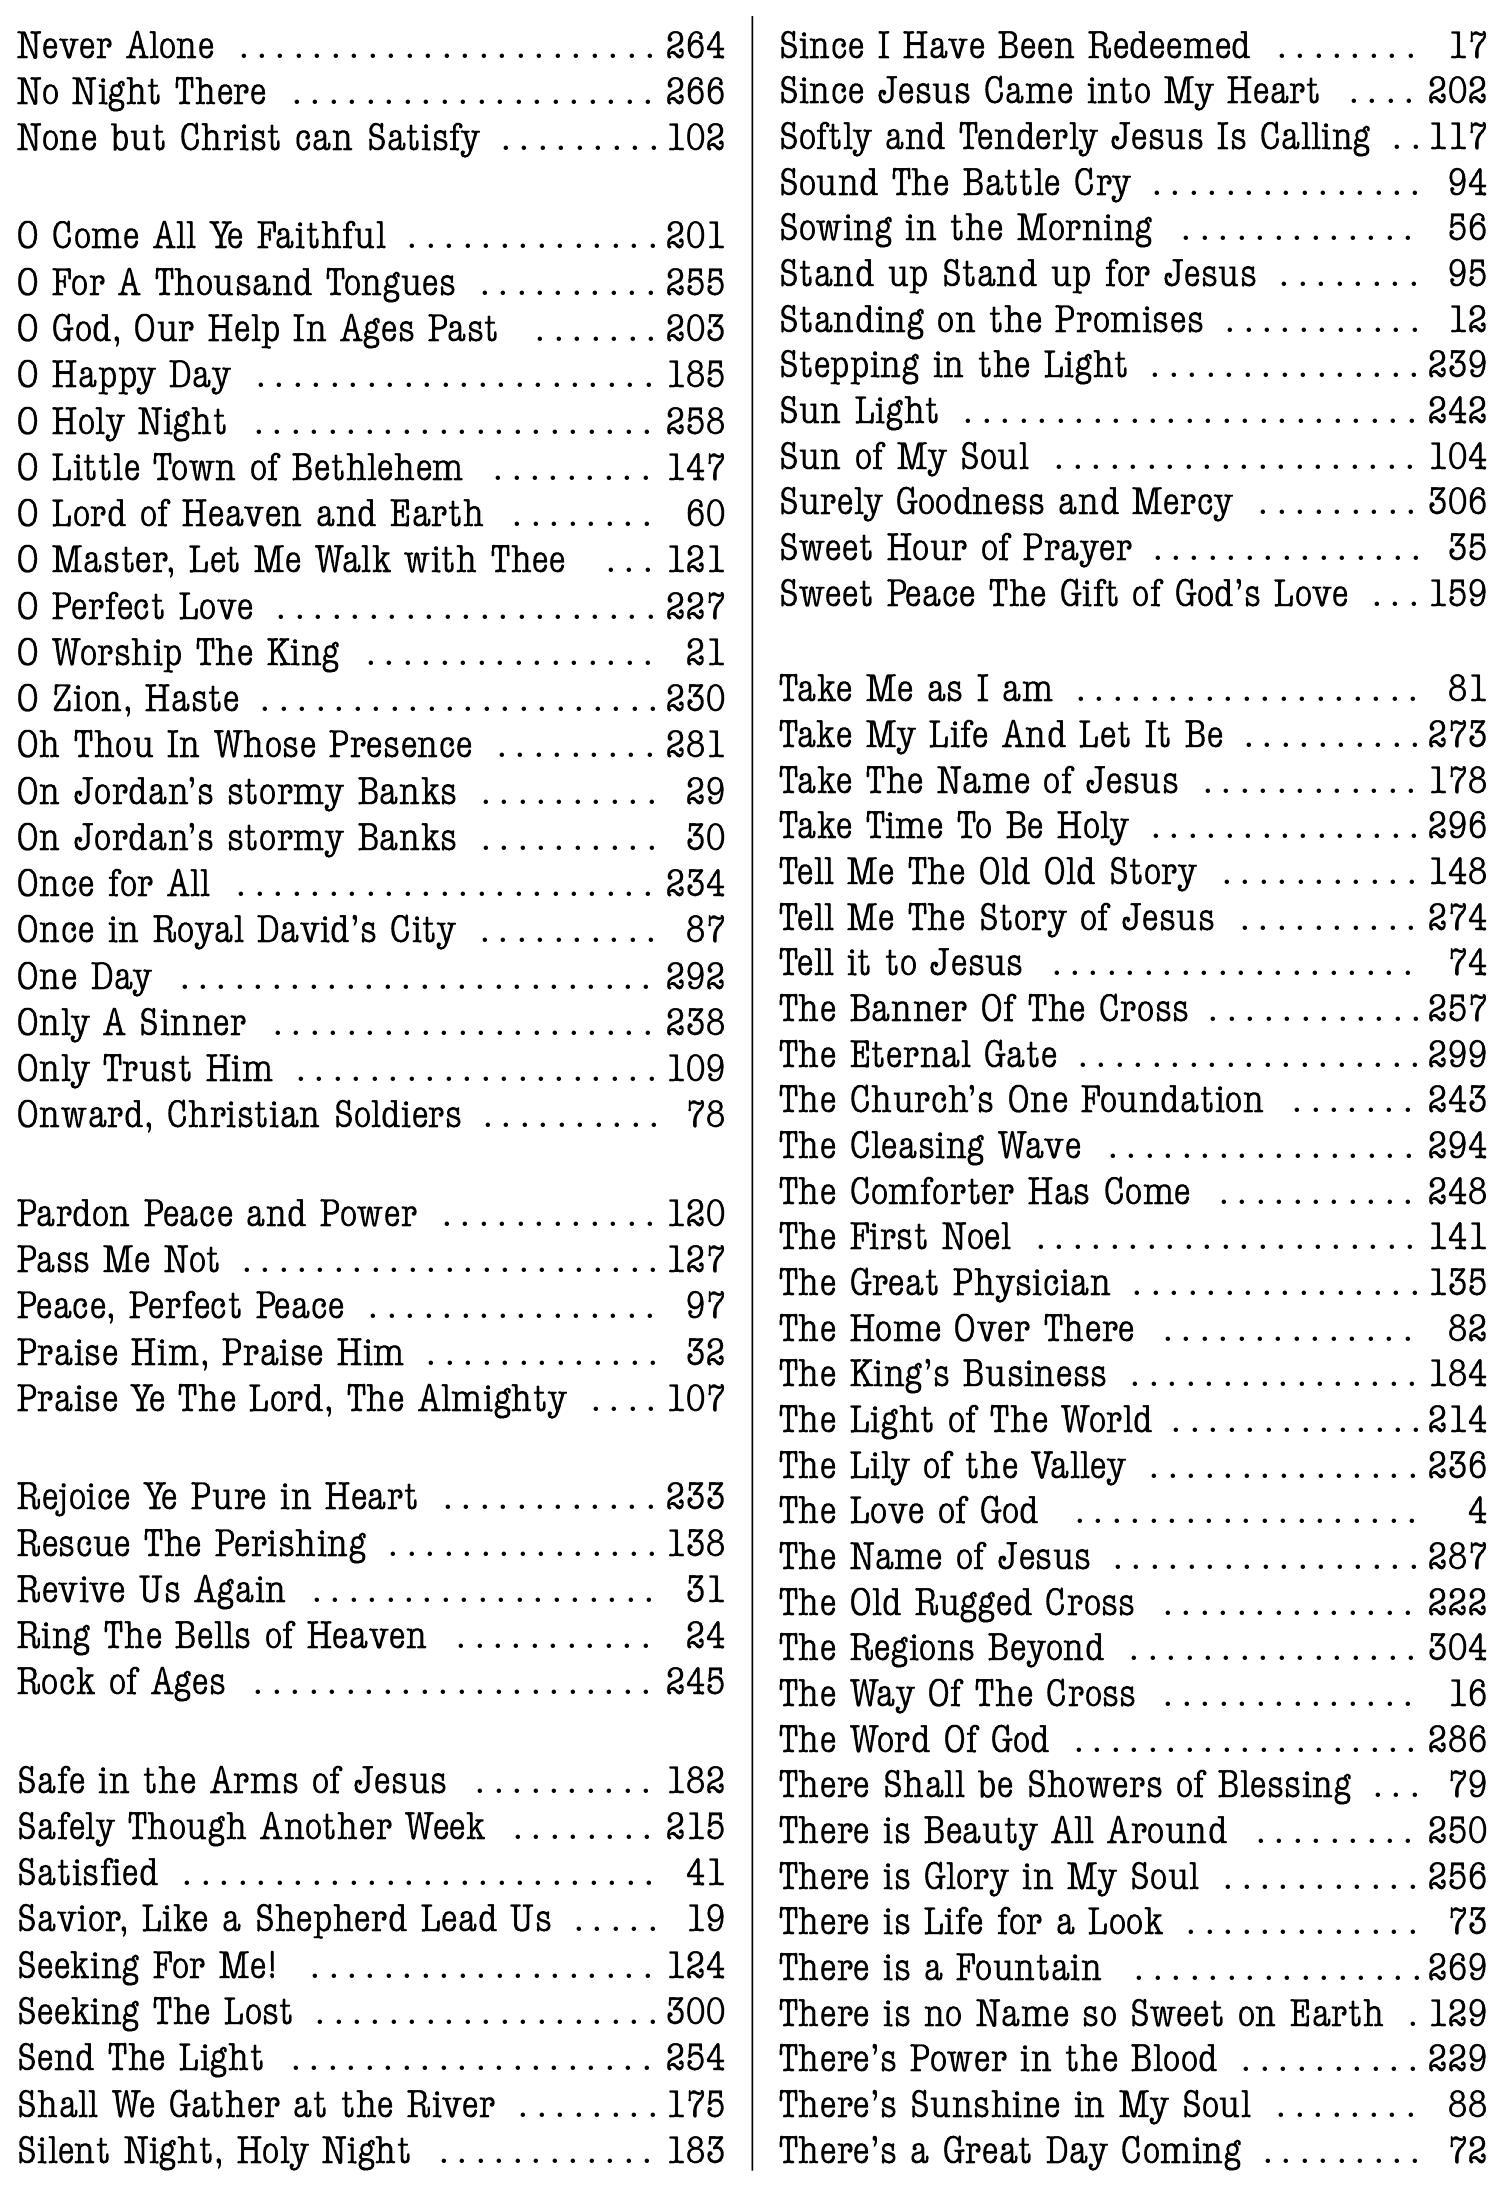 Never Alone . . . . . . . . . . . . . . . . . . . . . . . 264
No Night There . . . . . . . . . . . . . . . . . . . . 266
None but Christ can Satisfy . . . . . . . . . 102
O Come All Ye Faithful . . . . . . . . . . . . . . 201
O For A Thousand Tongues . . . . . . . . . . 255
O God, Our Help In Ages Past . . . . . . . 203
O Happy Day . . . . . . . . . . . . . . . . . . . . . . 185
O Holy Night . . . . . . . . . . . . . . . . . . . . . . 258
O Little Town of Bethlehem . . . . . . . . . 147
O Lord of Heaven and Earth . . . . . . . . 60
O Master, Let Me Walk with Thee . . . 121
O Perfect Love . . . . . . . . . . . . . . . . . . . . . 227
O Worship The King . . . . . . . . . . . . . . . . 21
O Zion, Haste . . . . . . . . . . . . . . . . . . . . . . 230
Oh Thou In Whose Presence . . . . . . . . . 281
On Jordan's stormy Banks . . . . . . . . . . 29
On Jordan's stormy Banks . . . . . . . . . . 30
Once for All . . . . . . . . . . . . . . . . . . . . . . . 234
Once in Royal David's City . . . . . . . . . . 87
One Day . . . . . . . . . . . . . . . . . . . . . . . . . . 292
Only A Sinner . . . . . . . . . . . . . . . . . . . . . 238
Only Trust Him . . . . . . . . . . . . . . . . . . . . 109
Onward, Christian Soldiers . . . . . . . . . . 78
Pardon Peace and Power . . . . . . . . . . . . 120
Pass Me Not . . . . . . . . . . . . . . . . . . . . . . . 127
Peace, Perfect Peace . . . . . . . . . . . . . . . . 97
Praise Him, Praise Him . . . . . . . . . . . . . 32
Praise Ye The Lord, The Almighty . . . . 107
Rejoice Ye Pure in Heart . . . . . . . . . . . . 233
Rescue The Perishing . . . . . . . . . . . . . . . 138
Revive Us Again . . . . . . . . . . . . . . . . . . . 31
Ring The Bells of Heaven . . . . . . . . . . . 24
Rock of Ages . . . . . . . . . . . . . . . . . . . . . . 245
Safe in the Arms of Jesus . . . . . . . . . . 182
Safely Though Another Week . . . . . . . . 215
Satisfied . . . . . . . . . . . . . . . . . . . . . . . . . . 41
Savior, Like a Shepherd Lead Us . . . . . 19
Seeking For Me! . . . . . . . . . . . . . . . . . . . 124
Seeking The Lost . . . . . . . . . . . . . . . . . . . 300
Send The Light . . . . . . . . . . . . . . . . . . . . 254
Shall We Gather at the River . . . . . . . . 175
Silent Night, Holy Night . . . . . . . . . . . . 183
Since I Have Been Redeemed . . . . . . . . 17
Since Jesus Came into My Heart . . . . 202
Softly and Tenderly Jesus Is Calling . . 117
Sound The Battle Cry . . . . . . . . . . . . . . . 94
Sowing in the Morning . . . . . . . . . . . . . 56
Stand up Stand up for Jesus . . . . . . . . 95
Standing on the Promises . . . . . . . . . . . 12
Stepping in the Light . . . . . . . . . . . . . . . 239
Sun Light . . . . . . . . . . . . . . . . . . . . . . . . . 242
Sun of My Soul . . . . . . . . . . . . . . . . . . . . 104
Surely Goodness and Mercy . . . . . . . . . 306
Sweet Hour of Prayer . . . . . . . . . . . . . . . 35
Sweet Peace The Gift of God's Love . . . 159
Take Me as I am . . . . . . . . . . . . . . . . . . . 81
Take My Life And Let It Be . . . . . . . . . . 273
Take The Name of Jesus . . . . . . . . . . . . 178
Take Time To Be Holy . . . . . . . . . . . . . . . 296
Tell Me The Old Old Story . . . . . . . . . . . 148
Tell Me The Story of Jesus . . . . . . . . . . 274
Tell it to Jesus . . . . . . . . . . . . . . . . . . . . 74
The Banner Of The Cross . . . . . . . . . . . . 257
The Eternal Gate . . . . . . . . . . . . . . . . . . . 299
The Church's One Foundation . . . . . . . 243
The Cleasing Wave . . . . . . . . . . . . . . . . . 294
The Comforter Has Come . . . . . . . . . . . 248
The First Noel . . . . . . . . . . . . . . . . . . . . . 141
The Great Physician . . . . . . . . . . . . . . . . 135
The Home Over There . . . . . . . . . . . . . . 82
The King's Business . . . . . . . . . . . . . . . . 184
The Light of The World . . . . . . . . . . . . . . 214
The Lily of the Valley . . . . . . . . . . . . . . . 236
The Love of God . . . . . . . . . . . . . . . . . . . 4
The Name of Jesus . . . . . . . . . . . . . . . . . 287
The Old Rugged Cross . . . . . . . . . . . . . . 222
The Regions Beyond . . . . . . . . . . . . . . . . 304
The Way Of The Cross . . . . . . . . . . . . . . 16
The Word Of God . . . . . . . . . . . . . . . . . . . 286
There Shall be Showers of Blessing . . . 79
There is Beauty All Around . . . . . . . . . 250
There is Glory in My Soul . . . . . . . . . . . 256
There is Life for a Look . . . . . . . . . . . . . 73
There is a Fountain . . . . . . . . . . . . . . . . 269
There is no Name so Sweet on Earth . 129
There's Power in the Blood . . . . . . . . . . 229
There's Sunshine in My Soul . . . . . . . . 88
There's a Great Day Coming . . . . . . . . . 72